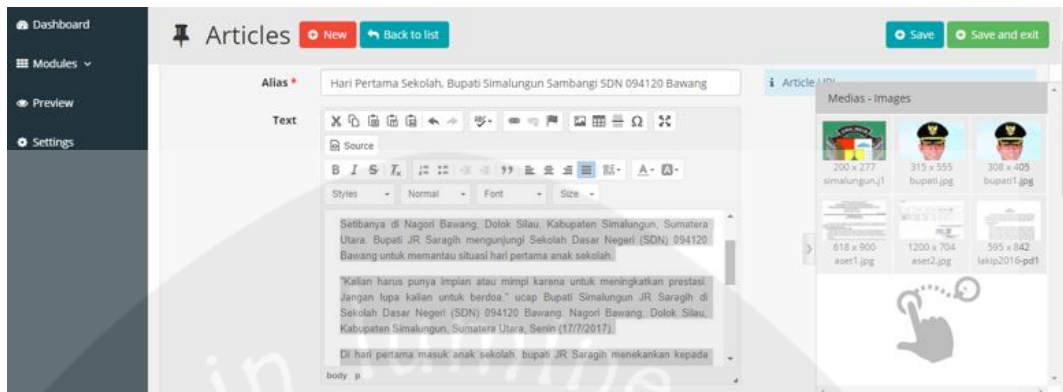 Dashboard
Modules
Preview
Settings
Articles
New
Back to list
Save
Save and exit
Alias *
Hari Pertama Sekolah, Bupati Simalungun Sambangi SDN 094120 Bawang
Text
Source
B I S Tx
Styles Normal Font Size
Setibanya di Nagori Bawang, Dolok Silau, Kabupaten Simalungun, Sumatera
Utara. Bupati JR Saragih mengunjungi Sekolah Dasar Negeri (SDN) 094120
Bawang untuk memantau situasi hari pertama anak sekolah.
"Kalian harus punya impian atau mimpi karena untuk meningkatkan prestasi.
Jangan lupa kalian untuk berdoa," ucap Bupati Simalungun JR Saragih di
Sekolah Dasar Negeri (SDN) 094120 Bawang, Nagori Bawang, Dolok Silau,
Kabupaten Simalungun, Sumatera Utara, Senin (17/7/2017).
Di hari pertama masuk anak sekolah, bupati JR Saragih menekankan kepada
body p
Article
Medias - Images
200 x 277 315 x 555 308 x 405
simalungun.j1 bupati.jpg bupati1.jpg
618 x 900 1200 x 704 595 x 842
aset1.jpg aset2.jpg lakip2016-pd1
in lumine